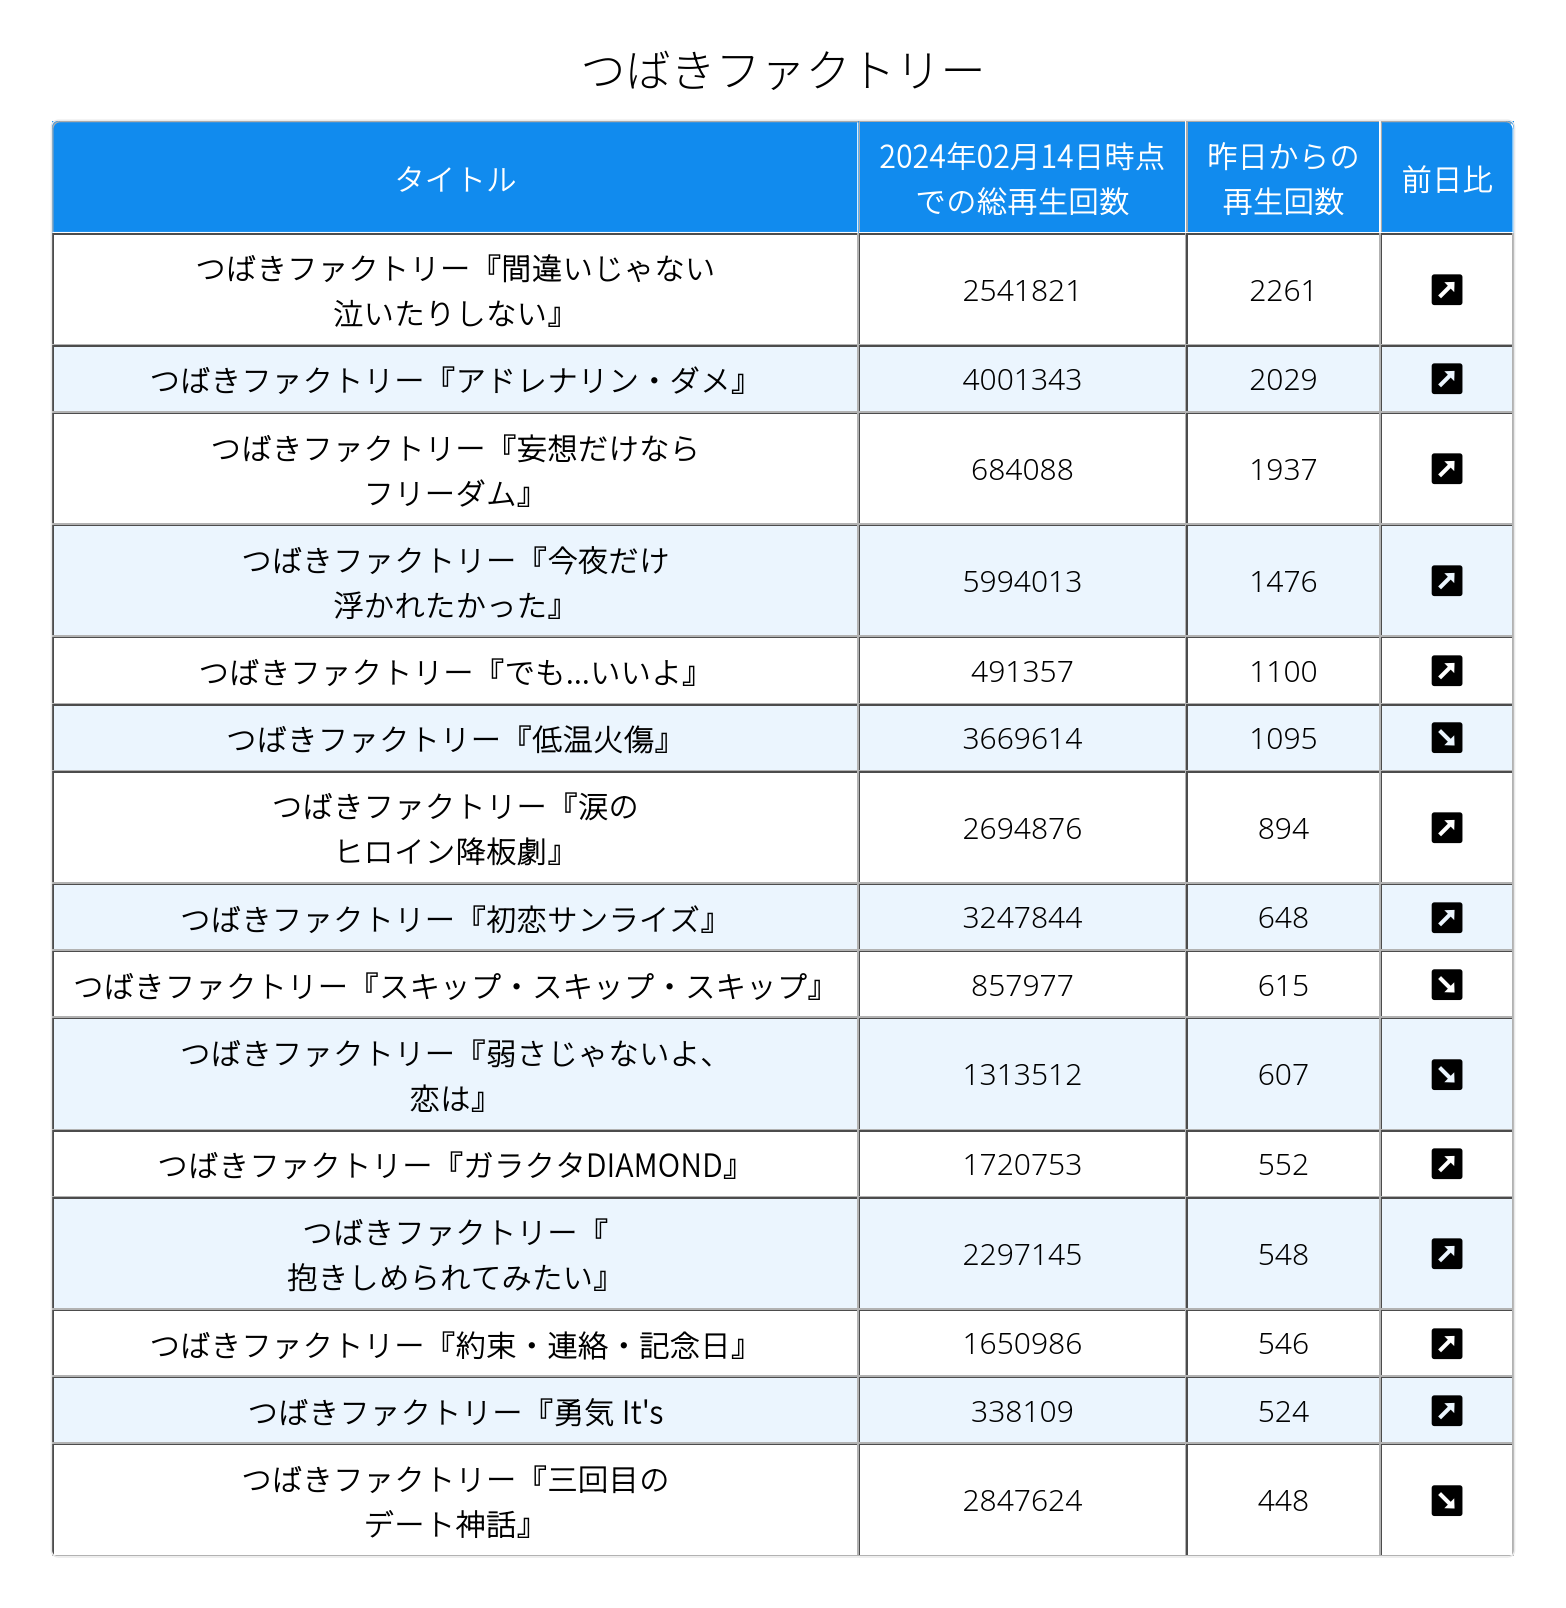 つばきファクトリー
タイトル
2024年02月14日時点
での総再生回数
昨日からの
再生回数
前日比
つばきファクトリー『間違いじゃない
泣いたりしない』
2541821
2261
つばきファクトリー『アドレナリン・ダメ』
4001343
2029
つばきファクトリー『妄想だけなら
フリーダム』
684088
1937
つばきファクトリー『今夜だけ
浮かれたかった』
5994013
1476
つばきファクトリー『でも...いいよ』
491357
1100
つばきファクトリー『低温火傷』
3669614
1095
つばきファクトリー『涙の
ヒロイン降板劇』
2694876
894
つばきファクトリー『初恋サンライズ』
3247844
648
つばきファクトリー『スキップ・スキップ・スキップ』
857977
615
つばきファクトリー『弱さじゃないよ、
恋は』
1313512
607
つばきファクトリー『ガラクタDIAMOND』
1720753
552
つばきファクトリー『
抱きしめられてみたい』
2297145
548
つばきファクトリー『約束・連絡・記念日』
1650986
546
つばきファクトリー『勇気 It's
338109
524
つばきファクトリー『三回目の
デート神話』
2847624
448